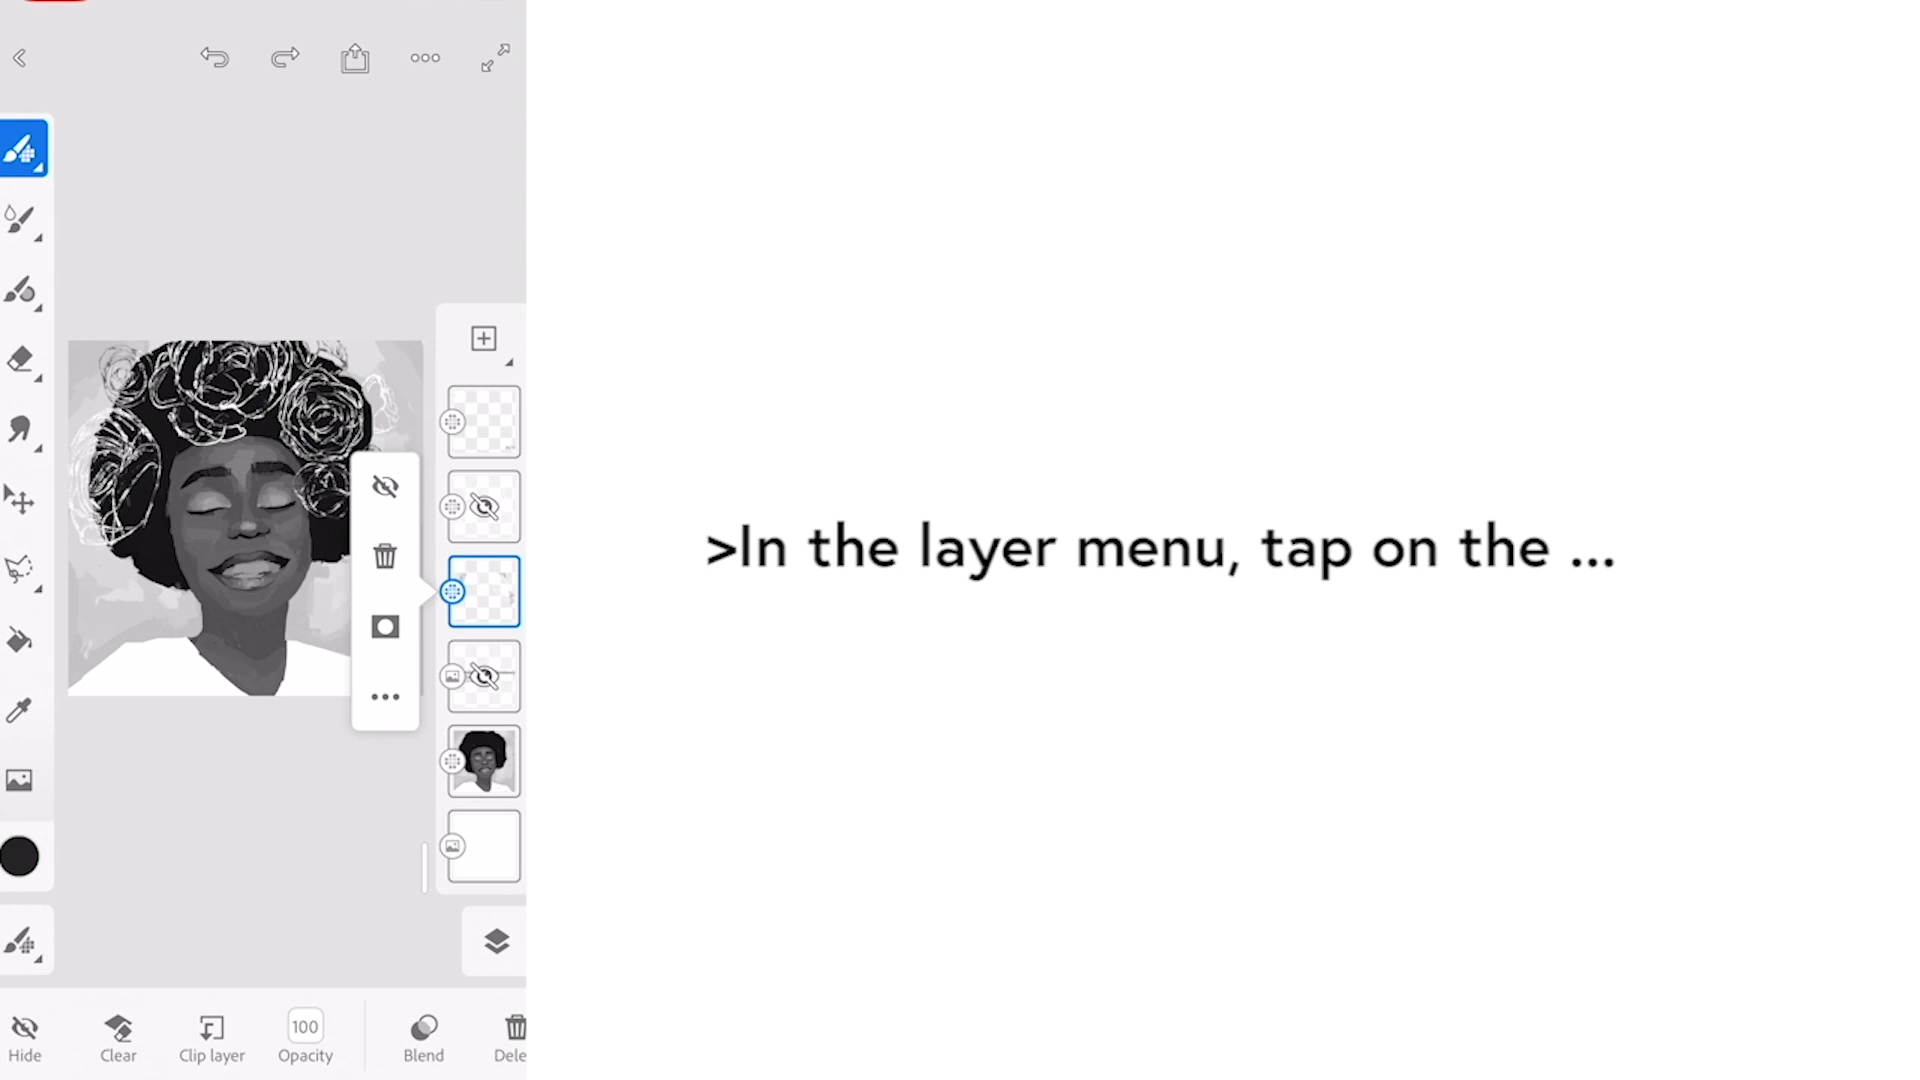 >In the layer menu, tap on the ...
100
Hide
Clear
Clip layer
Opacity
Blend
Dele